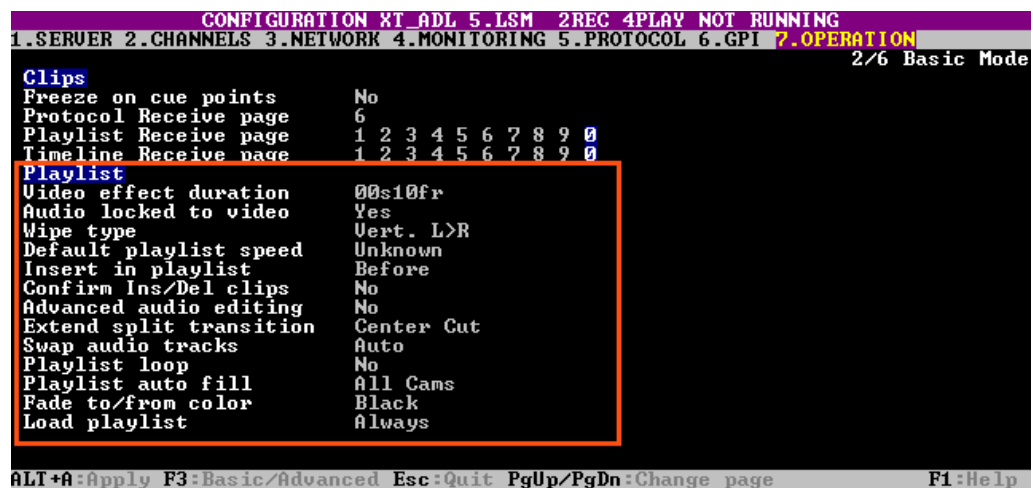 CONFIGURATION XT_ADL 5.LSM 2REC 4PLAY NOT RUNNING
1.SERVER 2.CHANNELS 3.NETWORK 4.MONITORING 5.PROTOCOL 6.GPI 7.OPERATION
2/6 Basic Mode
Clips
Freeze on cue points No
Protocol Receive page 6
Playlist Receive page 1 2 3 4 5 6 7 8 9 0
Timeline Receive page 1 2 3 4 5 6 7 8 9 0
Playlist
Video effect duration 00s10fr
Audio locked to video Yes
Wipe type Vert. L>R
Default playlist speed Unknown
Insert in playlist Before
Confirm Ins/Del clips No
Advanced audio editing No
Extend split transition Center Cut
Swap audio tracks Auto
Playlist loop No
Playlist auto fill All Cams
Fade to/from color Black
Load playlist Always
ALT+A:Apply F3:Basic/Advanced Esc:Quit PgUp/PgDn:Change page F1:Help